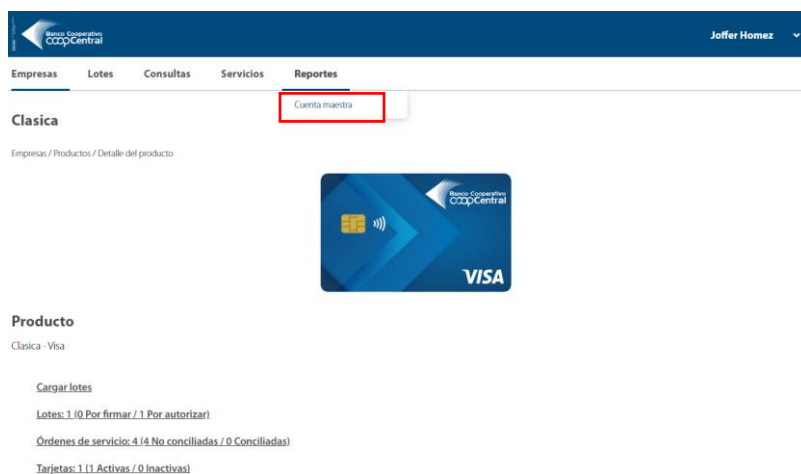 Banco Cooperativo
coopCentral
Joffer Homez
Empresas Lotes Consultas Servicios Reportes
Cuenta maestra
Clasica
Empresas / Productos / Detalle del producto
Banco Cooperativo
coopCentral
VISA
Producto
Clasica - Visa
Cargar lotes
Lotes: 1 (0 Por firmar / 1 Por autorizar)
Órdenes de servicio: 4 (4 No conciliadas / 0 Conciliadas)
Tarjetas: 1 (1 Activas / 0 Inactivas)